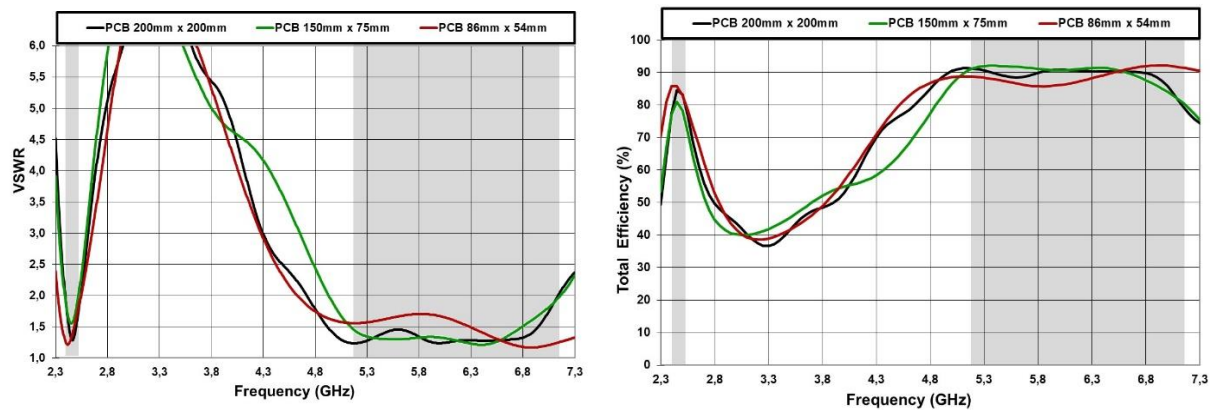 PCB 200mm x 200mm PCB 150mm x 75mm PCB 86mm x 54mm
6,0
5,5
5,0
4,5
4,0
3,5
3,0
2,5
2,0
1,5
1,0
VSWR
2,3 2,8 3,3 3,8 4,3 4,8 5,3 5,8 6,3 6,8 7,3
Frequency (GHz)
PCB 200mm x 200mm PCB 150mm x 75mm PCB 86mm x 54mm
100
90
80
70
60
50
40
30
20
10
0
Total Efficiency (%)
2,3 2,8 3,3 3,8 4,3 4,8 5,3 5,8 6,3 6,8 7,3
Frequency (GHz)